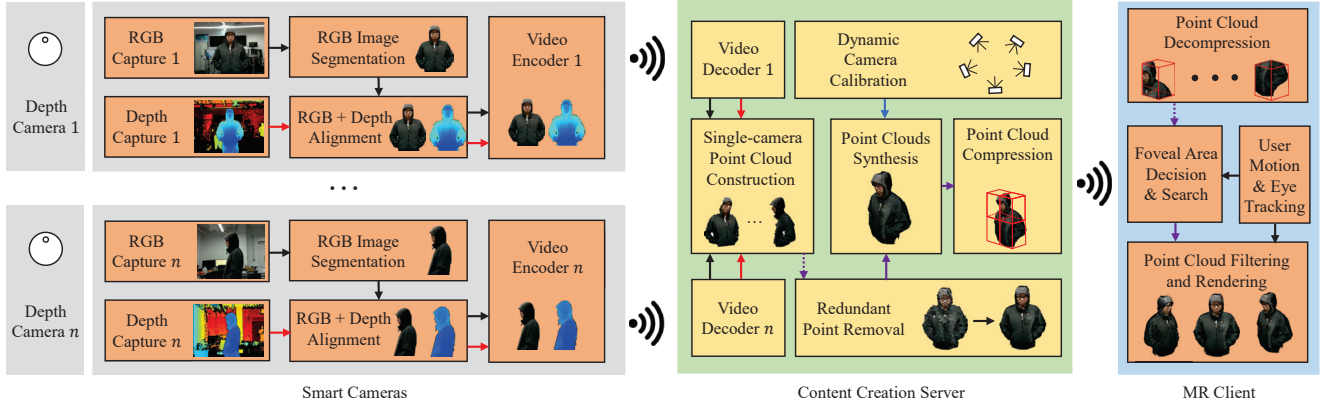 Depth
Camera 1
RGB
Capture 1
RGB Image
Segmentation
Video
Encoder 1
Depth
Capture 1
RGB + Depth
Alignment
...
Depth
Camera n
RGB
Capture n
RGB Image
Segmentation
Video
Encoder n
Depth
Capture n
RGB + Depth
Alignment
Smart Cameras
Video
Decoder 1
Dynamic
Camera
Calibration
Single-camera
Point Cloud
Construction
...
Point Clouds
Synthesis
Point Cloud
Compression
Video
Decoder n
Redundant
Point Removal
Content Creation Server
Point Cloud
Decompression
Foveal Area
Decision
& Search
User
Motion
& Eye
Tracking
Point Cloud Filtering
and Rendering
MR Client